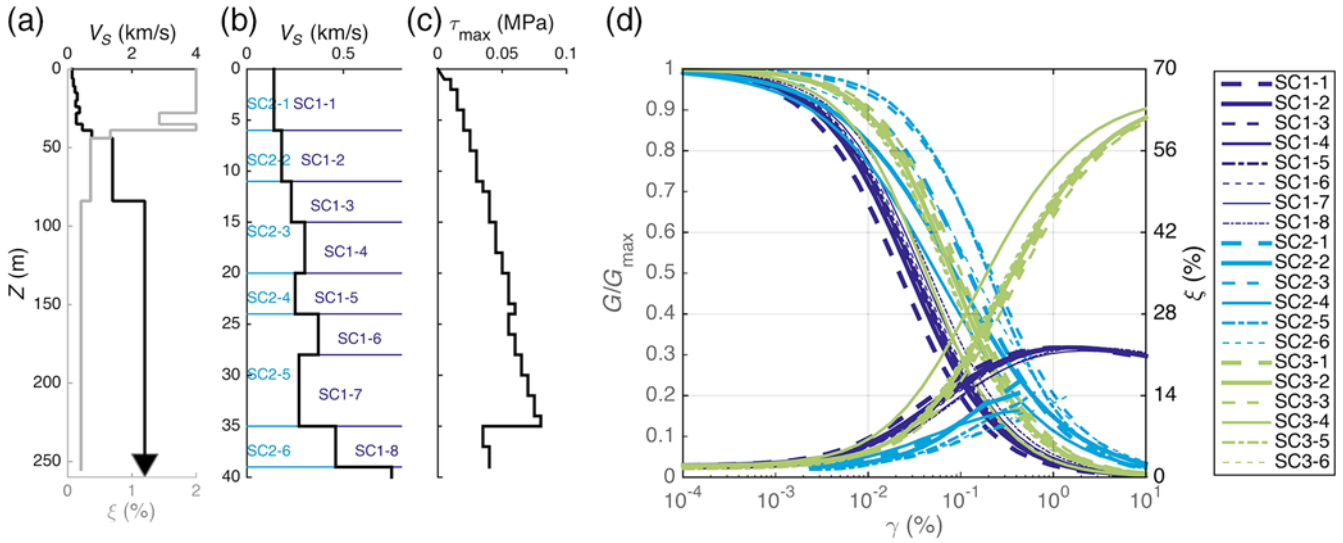 (a)
V_S (km/s)
0 2 4
0
50
100
150
200
250
Z (m)
0 1 2
ξ (%)
(b)
V_S (km/s)
0 0.5
0
5
10
15
20
25
30
35
40
SC2-1 SC1-1
SC2-2 SC1-2
SC1-3
SC2-3
SC1-4
SC2-4 SC1-5
SC1-6
SC2-5
SC1-7
SC2-6 SC1-8
(c)
τ_max (MPa)
0 0.05 0.1
(d)
1
0.9
0.8
0.7
0.6
0.5
0.4
0.3
0.2
0.1
0
G/G_max
70
56
42
28
14
0
ξ (%)
10^-4 10^-3 10^-2 10^-1 10^0 10^1
γ (%)
SC1-1
SC1-2
SC1-3
SC1-4
SC1-5
SC1-6
SC1-7
SC1-8
SC2-1
SC2-2
SC2-3
SC2-4
SC2-5
SC2-6
SC3-1
SC3-2
SC3-3
SC3-4
SC3-5
SC3-6